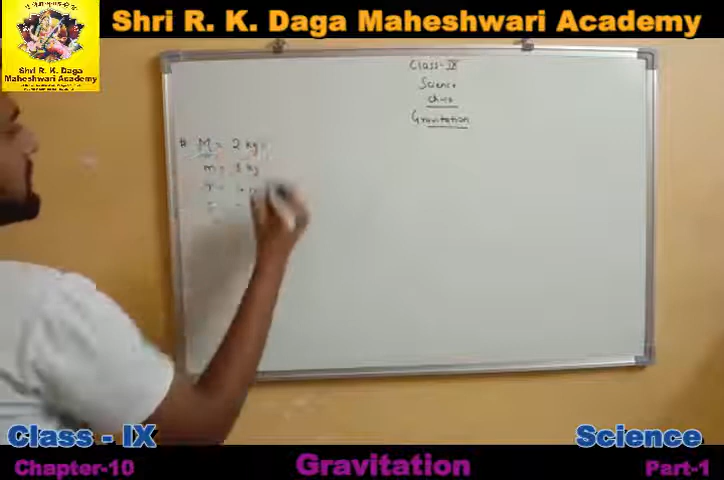 Shri R. K. Daga Maheshwari Academy
Shri R. K. Daga
Maheshwari Academy
Class-IX
Science
Ch-10
Gravitation
# M = 2 kg
m = 8 kg
r =
Class - IX
Science
Chapter-10
Gravitation
Part-1